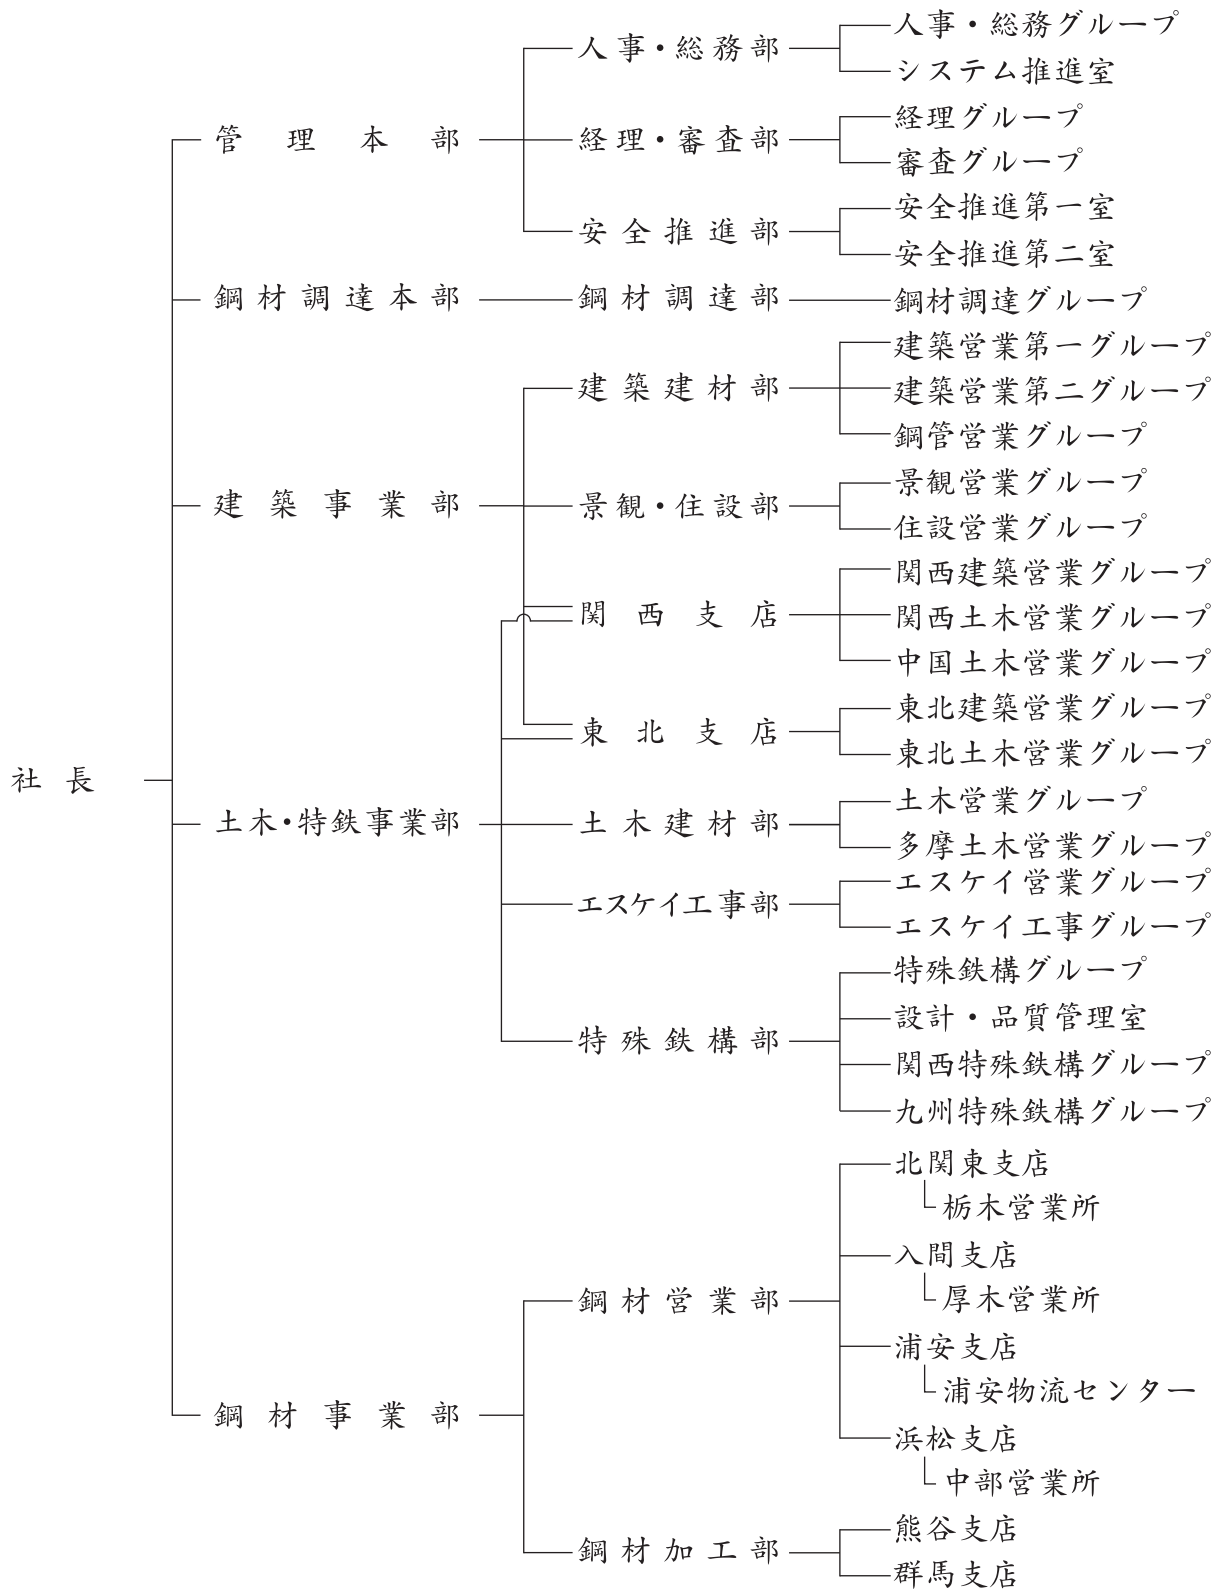 社長
管理本部
人事・総務部
人事・総務グループ
システム推進室
経理・審査部
経理グループ
審査グループ
安全推進部
安全推進第一室
安全推進第二室
鋼材調達本部
鋼材調達部
鋼材調達グループ
建築事業部
建築建材部
建築営業第一グループ
建築営業第二グループ
鋼管営業グループ
景観・住設部
景観営業グループ
住設営業グループ
関西支店
関西建築営業グループ
関西土木営業グループ
中国土木営業グループ
東北支店
東北建築営業グループ
東北土木営業グループ
土木・特鉄事業部
土木建材部
土木営業グループ
多摩土木営業グループ
エスケイ工事部
エスケイ営業グループ
エスケイ工事グループ
特殊鉄構部
特殊鉄構グループ
設計・品質管理室
関西特殊鉄構グループ
九州特殊鉄構グループ
鋼材事業部
鋼材営業部
北関東支店
栃木営業所
入間支店
厚木営業所
浦安支店
浦安物流センター
浜松支店
中部営業所
鋼材加工部
熊谷支店
群馬支店